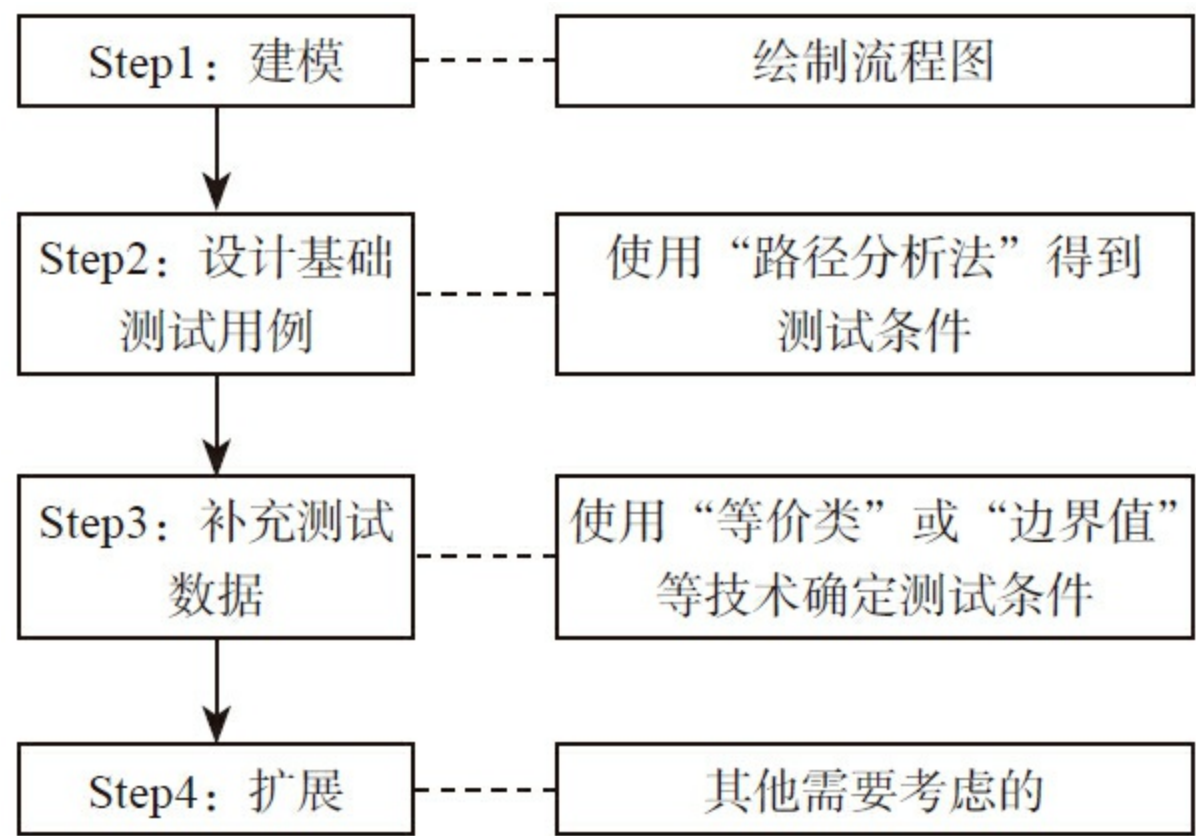 Step1：建模
绘制流程图
Step2：设计基础
测试用例
使用“路径分析法”得到
测试条件
Step3：补充测试
数据
使用“等价类”或“边界值”
等技术确定测试条件
Step4：扩展
其他需要考虑的